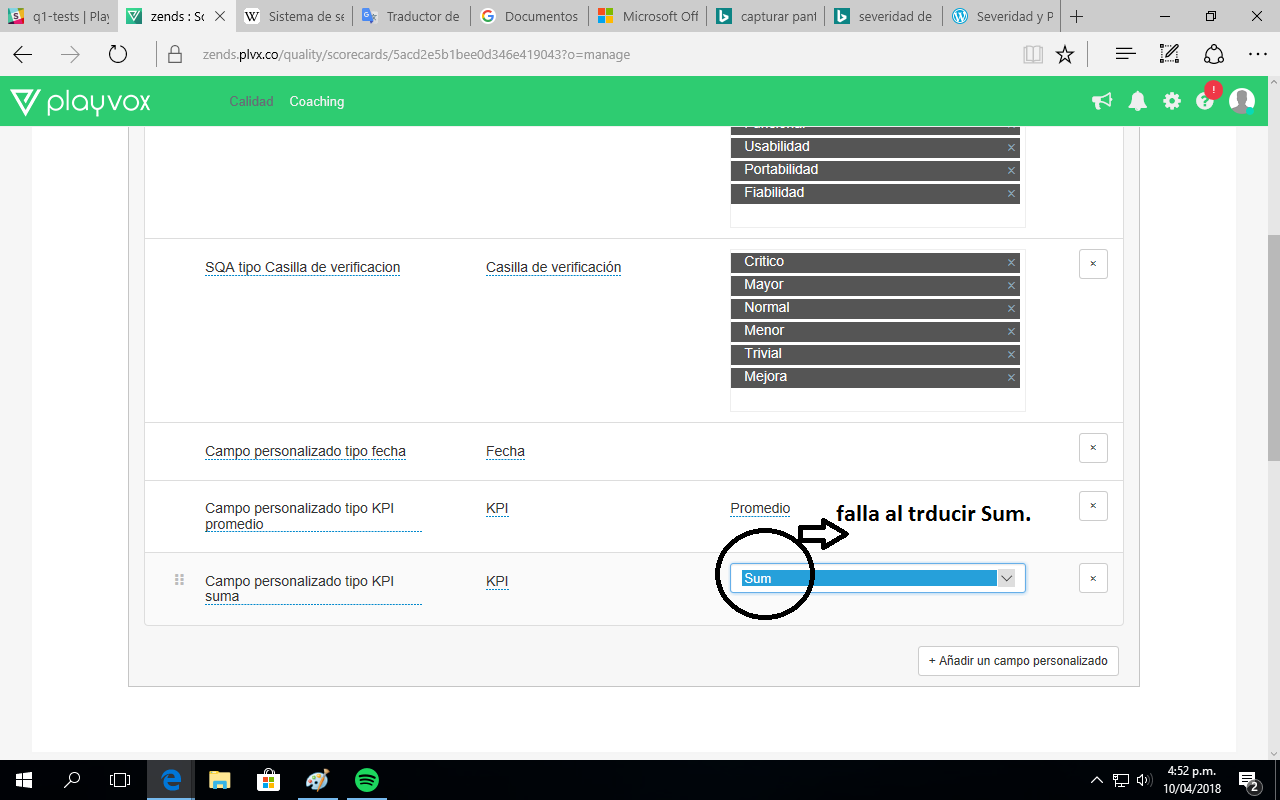 q1-tests | Play
zends : Sc
Sistema de se
Traductor de
Documentos
Microsoft Off
capturar pant
severidad de
Severidad y P
zends.plvx.co/quality/scorecards/5acd2e5b1bee0d346e419043?o=manage
playvox
Calidad
Coaching
!
Funcional
Usabilidad
Portabilidad
Fiabilidad
SQA tipo Casilla de verificacion
Casilla de verificación
Critico
Mayor
Normal
Menor
Trivial
Mejora
Campo personalizado tipo fecha
Fecha
Campo personalizado tipo KPI
promedio
KPI
Promedio
falla al trducir Sum.
Campo personalizado tipo KPI
suma
KPI
Sum
+ Añadir un campo personalizado
4:52 p.m.
10/04/2018
2